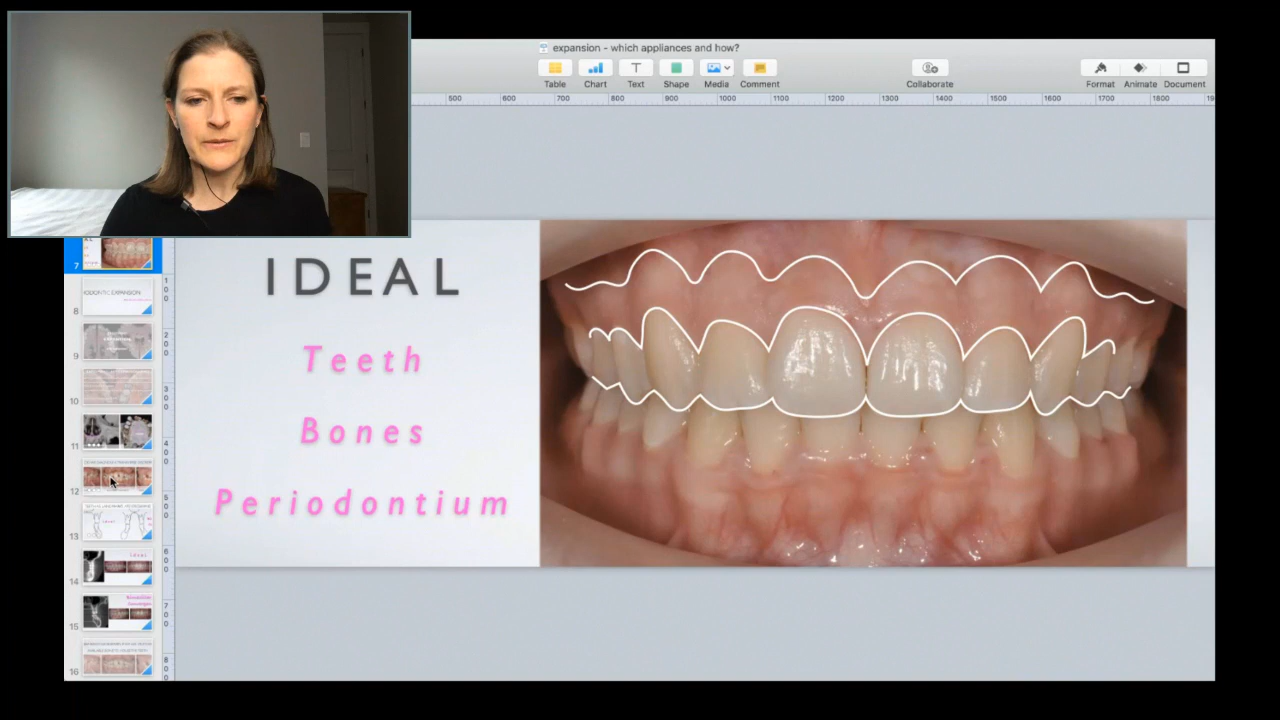 expansion - which appliances and how?
Table Chart Text Shape Media Comment Collaborate Format Animate Document
500 600 700 800 900 1000 1100 1200 1300 1400 1500 1600 1700 1800
IDEAL
Teeth
Bones
Periodontium
7
8
9
10
11
12
13
14
15
16